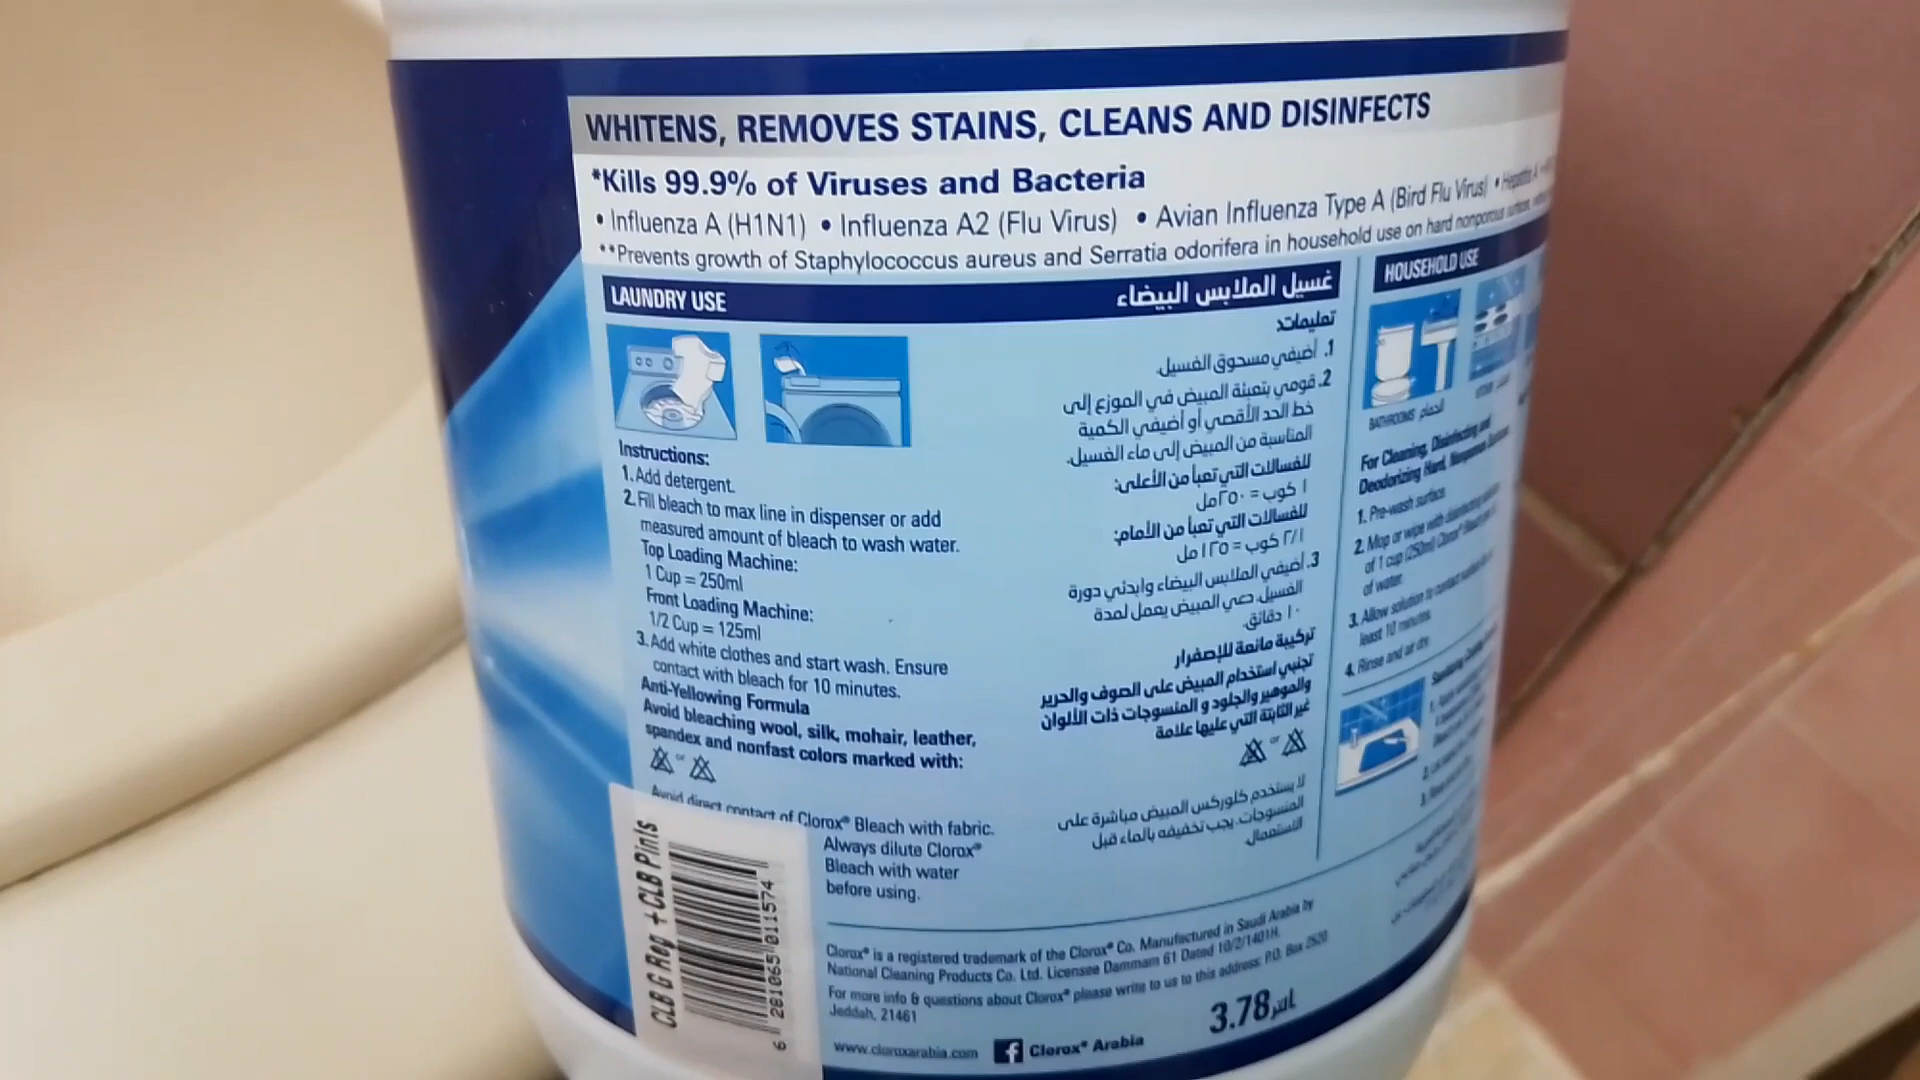 WHITENS, REMOVES STAINS, CLEANS AND DISINFECTS
*Kills 99.9% of Viruses and Bacteria
• Influenza A (H1N1) • Influenza A2 (Flu Virus) • Avian Influenza Type A (Bird Flu Virus) • Hepatitis A
**Prevents growth of Staphylococcus aureus and Serratia odorifera in household use on hard nonporous
LAUNDRY USE
Instructions:
1. Add detergent.
2. Fill bleach to max line in dispenser or add
measured amount of bleach to wash water.
Top Loading Machine:
1 Cup = 250ml
Front Loading Machine:
1/2 Cup = 125ml
3. Add white clothes and start wash. Ensure
contact with bleach for 10 minutes.
Anti-Yellowing Formula
Avoid bleaching wool, silk, mohair, leather,
spandex and nonfast colors marked with:
or
Avoid direct contact of Clorox® Bleach with fabric.
Always dilute Clorox®
Bleach with water
before using.
غسيل الملابس البيضاء
تعليمات:
1. أضيفي مسحوق الغسيل.
2. قومي بتعبئة المبيض في الموزع إلى
خط الحد الأقصى أو أضيفي الكمية
المناسبة من المبيض إلى ماء الغسيل.
للغسالات التي تعبأ من الأعلى:
١ كوب = ٢٥٠ مل
للغسالات التي تعبأ من الأمام:
٢/١ كوب = ١٢٥ مل
3. أضيفي الملابس البيضاء وابدئي دورة
الغسيل. دعي المبيض يعمل لمدة
١٠ دقائق.
تركيبة مانعة للإصفرار
تجنبي استخدام المبيض على الصوف والحرير
والموهير والجلود و المنسوجات ذات الألوان
غير الثابتة التي عليها علامة
or
لا يستخدم كلوركس المبيض مباشرة على
المنسوجات. يجب تخفيفه بالماء قبل
الاستعمال.
HOUSEHOLD USE
BATHROOMS الحمام
For Cleaning, Disinfecting and
Deodorizing Hard, Nonporous
1. Pre-wash surface.
2. Mop or wipe with disinfecting
of 1 cup (250ml) Clorox® Bleach
of water.
3. Allow solution to contact surface
least 10 minutes.
4. Rinse and air dry.
CLB G Reg +CLB Pinls
6 281065 011574
Clorox® is a registered trademark of the Clorox® Co. Manufactured in Saudi Arabia by
National Cleaning Products Co. Ltd. Licensee Dammam 61 Dated 10/2/1401H.
For more info & questions about Clorox® please write to us to this address: P.O. Box 2520
Jeddah, 21461
www.cloroxarabia.com f Clorox® Arabia
3.78 لتر L